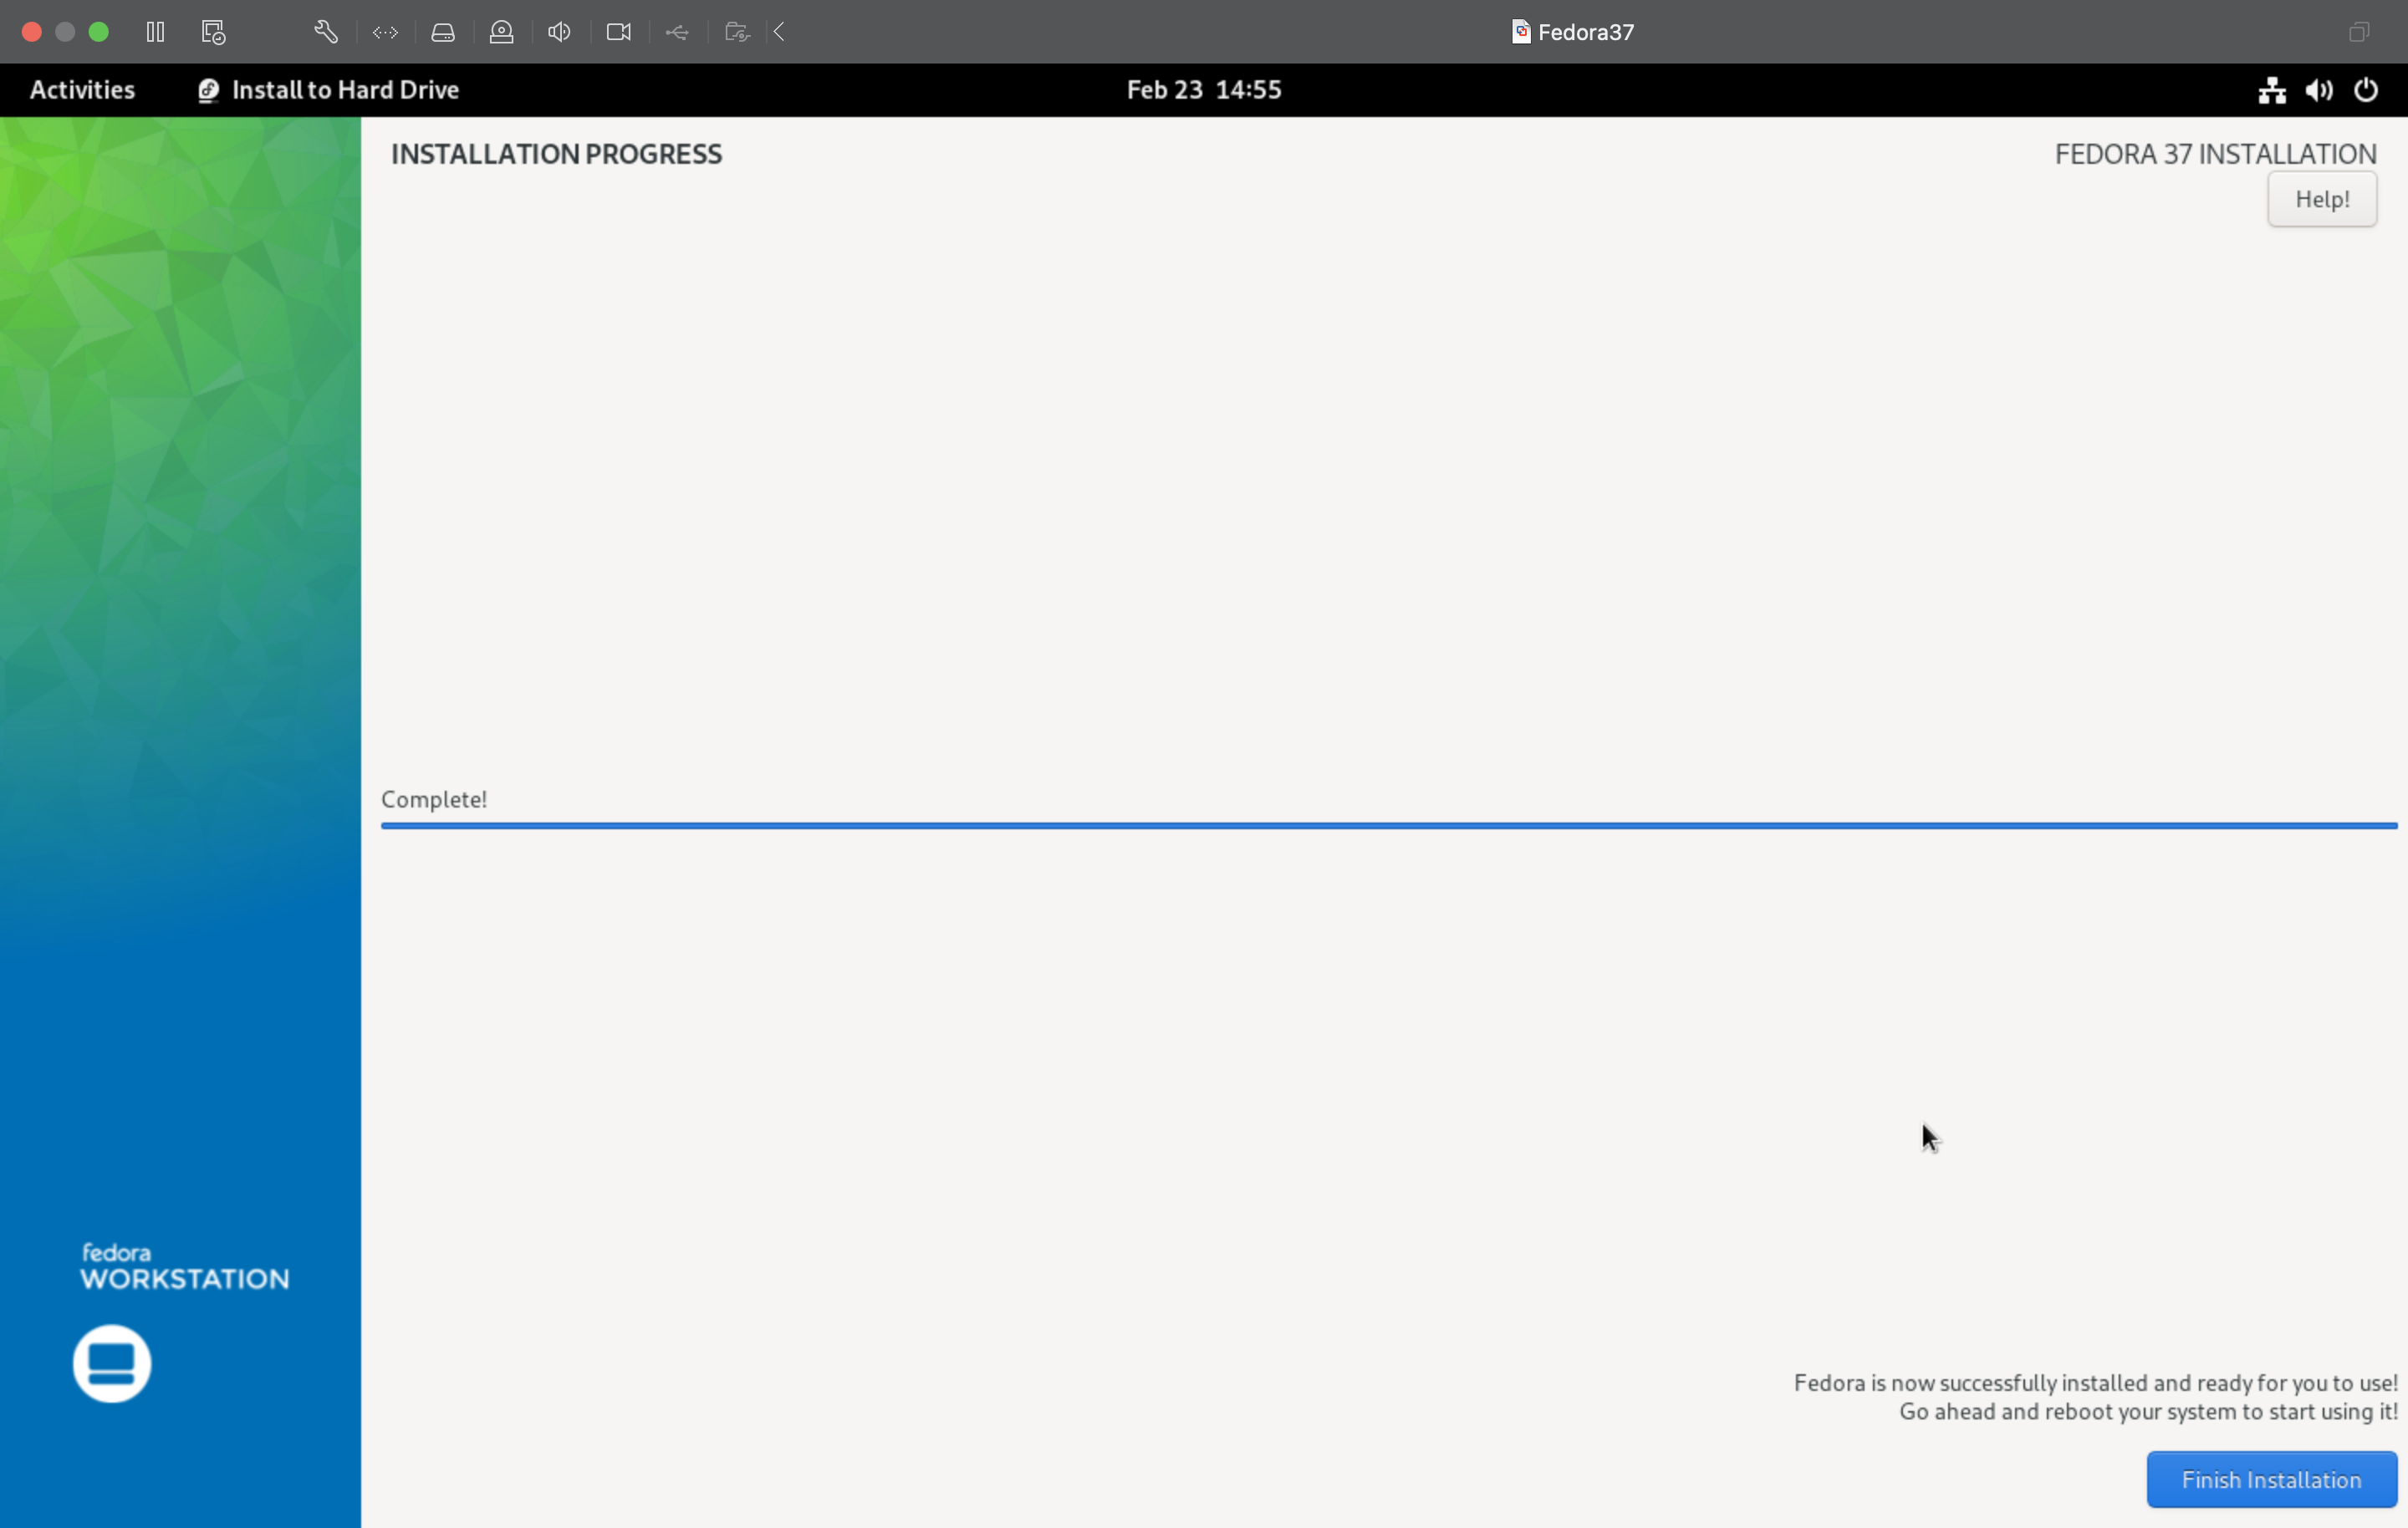 Fedora37
Activities
Install to Hard Drive
Feb 23 14:55
INSTALLATION PROGRESS
FEDORA 37 INSTALLATION
Help!
Complete!
fedora
WORKSTATION
Fedora is now successfully installed and ready for you to use!
Go ahead and reboot your system to start using it!
Finish Installation